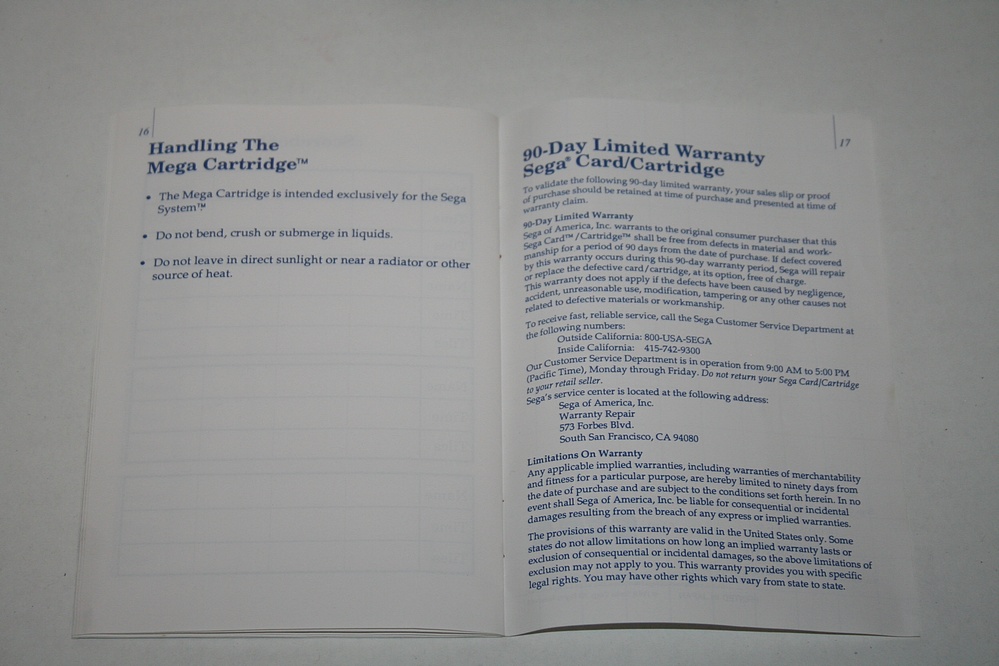 16
Handling The
Mega Cartridge™
• The Mega Cartridge is intended exclusively for the Sega
System™.
• Do not bend, crush or submerge in liquids.
• Do not leave in direct sunlight or near a radiator or other
source of heat.
17
90-Day Limited Warranty
Sega® Card/Cartridge
To validate the following 90-day limited warranty, your sales slip or proof
of purchase should be retained at time of purchase and presented at time of
warranty claim.
90-Day Limited Warranty
Sega of America, Inc. warrants to the original consumer purchaser that this
Sega Card™/Cartridge™ shall be free from defects in material and work-
manship for a period of 90 days from the date of purchase. If defect covered
by this warranty occurs during this 90-day warranty period, Sega will repair
or replace the defective card/cartridge, at its option, free of charge.
This warranty does not apply if the defects have been caused by negligence,
accident, unreasonable use, modification, tampering or any other causes not
related to defective materials or workmanship.
To receive fast, reliable service, call the Sega Customer Service Department at
the following numbers:
Outside California: 800-USA-SEGA
Inside California: 415-742-9300
Our Customer Service Department is in operation from 9:00 AM to 5:00 PM
(Pacific Time), Monday through Friday. Do not return your Sega Card/Cartridge
to your retail seller.
Sega's service center is located at the following address:
Sega of America, Inc.
Warranty Repair
573 Forbes Blvd.
South San Francisco, CA 94080
Limitations On Warranty
Any applicable implied warranties, including warranties of merchantability
and fitness for a particular purpose, are hereby limited to ninety days from
the date of purchase and are subject to the conditions set forth herein. In no
event shall Sega of America, Inc. be liable for consequential or incidental
damages resulting from the breach of any express or implied warranties.
The provisions of this warranty are valid in the United States only. Some
states do not allow limitations on how long an implied warranty lasts or
exclusion of consequential or incidental damages, so the above limitations of
exclusion may not apply to you. This warranty provides you with specific
legal rights. You may have other rights which vary from state to state.